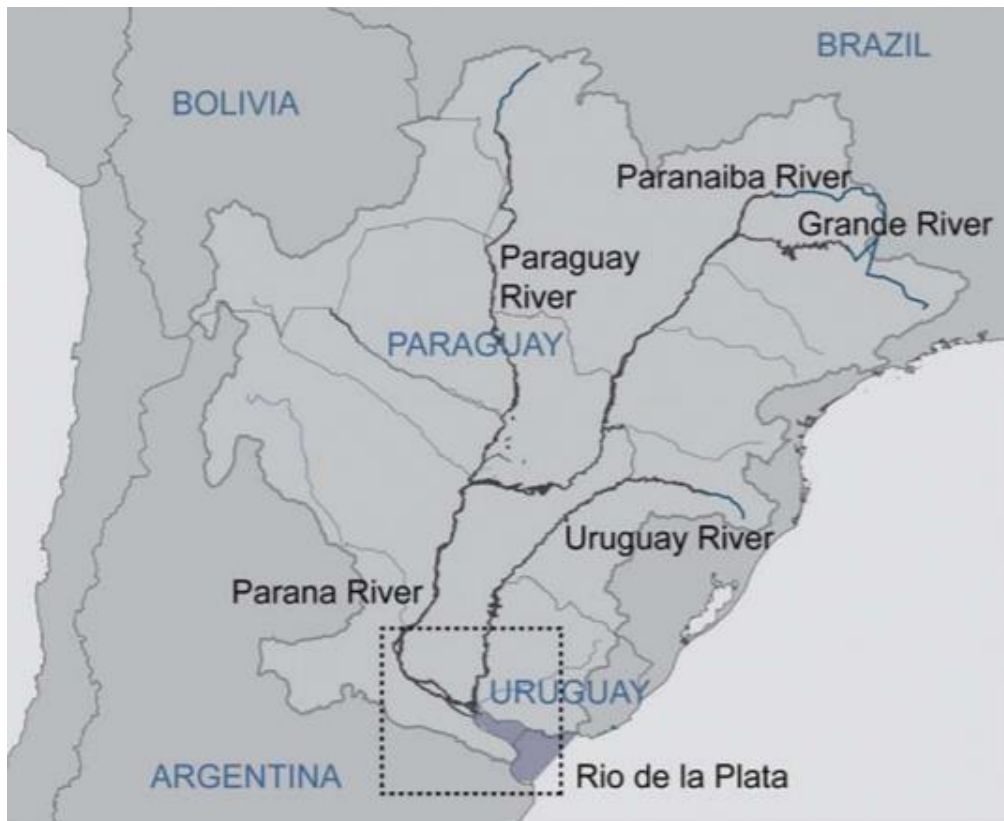 BRAZIL
BOLIVIA
Paranaiba River
Grande River
Paraguay
River
PARAGUAY
Uruguay River
Parana River
URUGUAY
ARGENTINA
Rio de la Plata